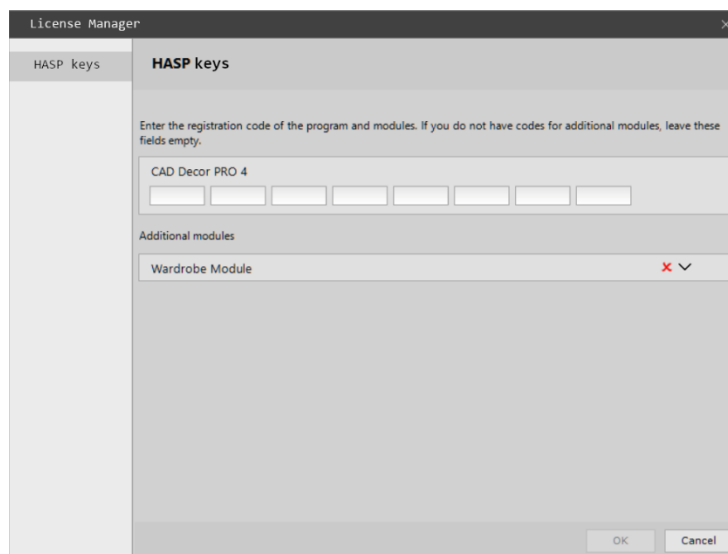 License Manager
HASP keys
HASP keys
Enter the registration code of the program and modules. If you do not have codes for additional modules, leave these
fields empty.
CAD Decor PRO 4
Additional modules
Wardrobe Module
OK Cancel